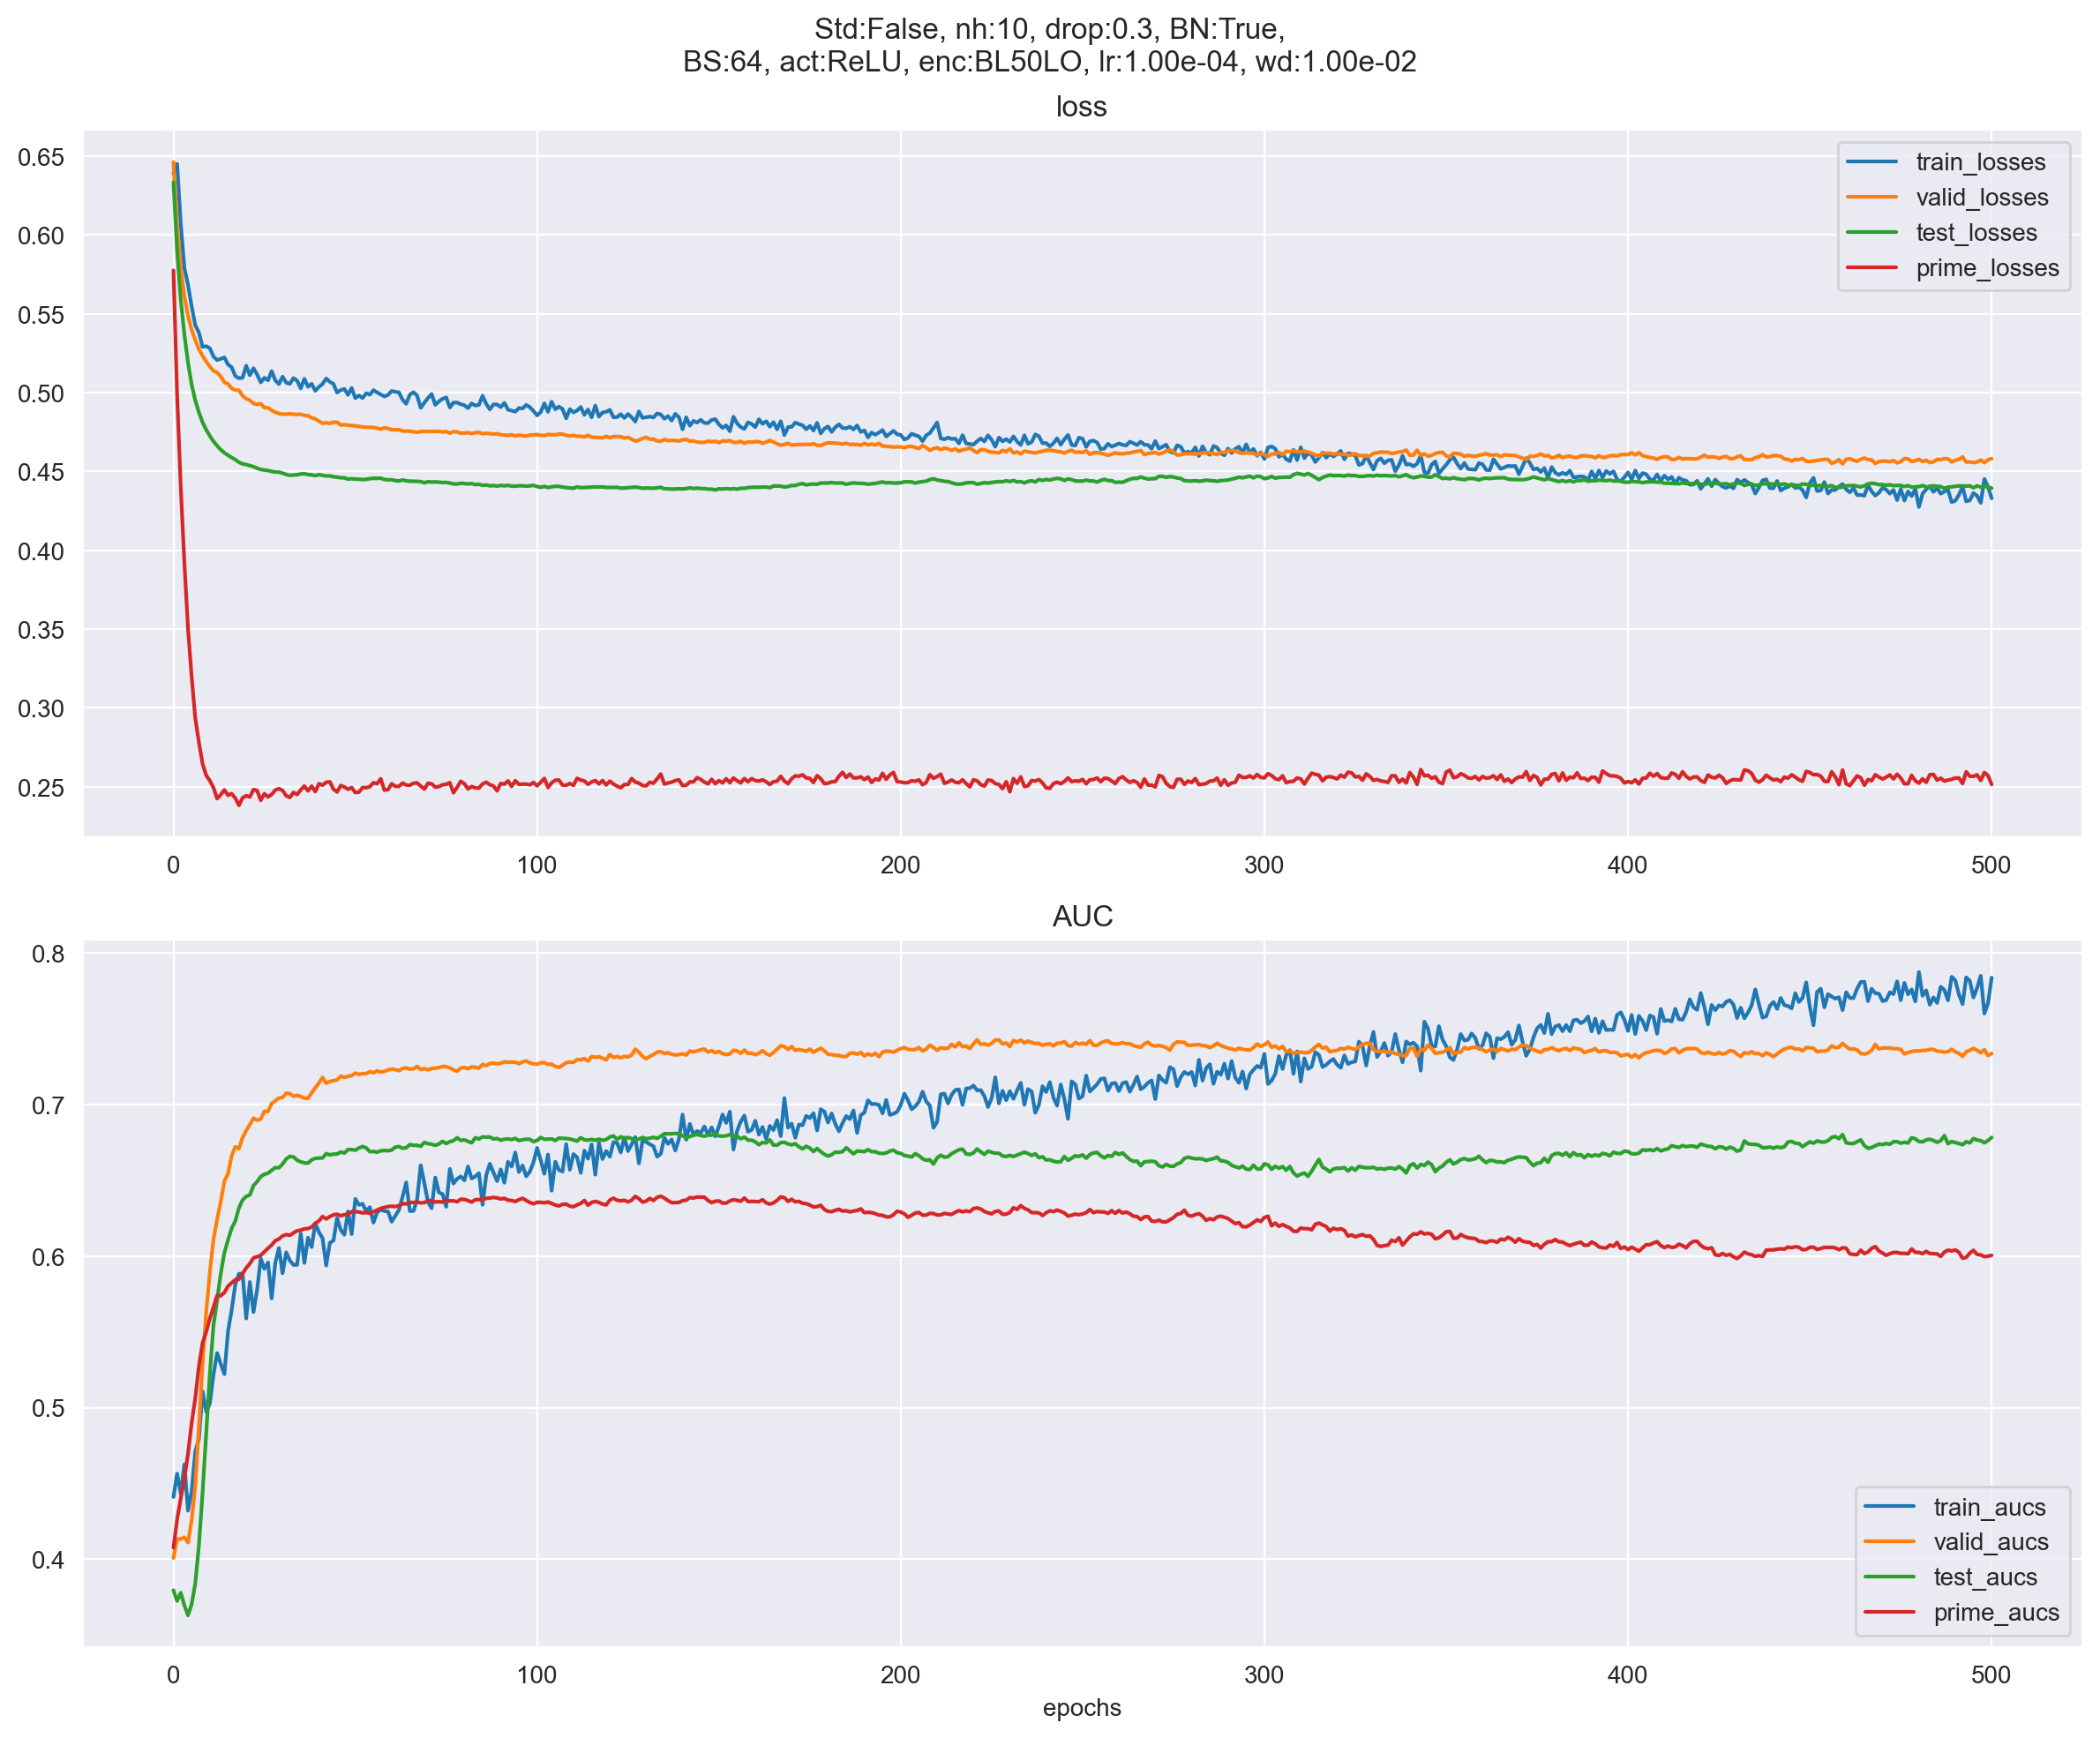 Std:False, nh:10, drop:0.3, BN:True,
BS:64, act:ReLU, enc:BL50LO, lr:1.00e-04, wd:1.00e-02
loss
0.65
0.60
0.55
0.50
0.45
0.40
0.35
0.30
0.25
train_losses
valid_losses
test_losses
prime_losses
0 100 200 300 400 500
AUC
0.8
0.7
0.6
0.5
0.4
train_aucs
valid_aucs
test_aucs
prime_aucs
0 100 200 300 400 500
epochs